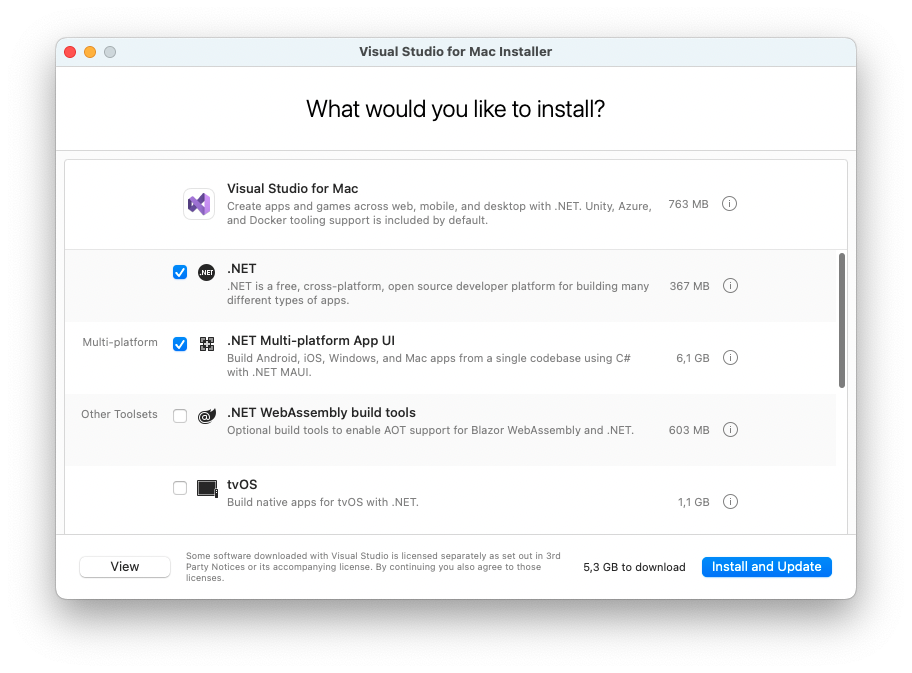 Visual Studio for Mac Installer
What would you like to install?
Visual Studio for Mac
Create apps and games across web, mobile, and desktop with .NET. Unity, Azure,
and Docker tooling support is included by default.
763 MB
.NET
.NET
.NET is a free, cross-platform, open source developer platform for building many
different types of apps.
367 MB
Multi-platform
.NET Multi-platform App UI
Build Android, iOS, Windows, and Mac apps from a single codebase using C#
with .NET MAUI.
6,1 GB
Other Toolsets
.NET WebAssembly build tools
Optional build tools to enable AOT support for Blazor WebAssembly and .NET.
603 MB
tvOS
Build native apps for tvOS with .NET.
1,1 GB
View
Some software downloaded with Visual Studio is licensed separately as set out in 3rd
Party Notices or its accompanying license. By continuing you also agree to those
licenses.
5,3 GB to download
Install and Update